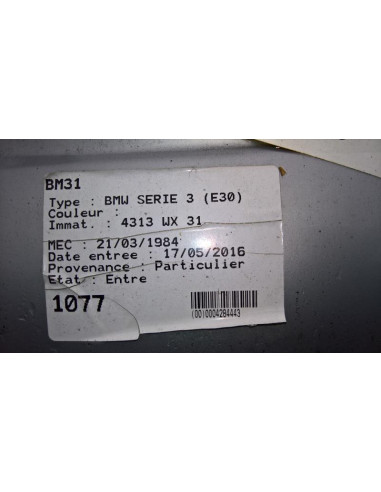 BM31
Type : BMW SERIE 3 (E30)
Couleur :
Immat. : 4313 WX 31
MEC : 21/03/1984
Date entree : 17/05/2016
Provenance : Particulier
Etat : Entre
1077
(00)0004284443